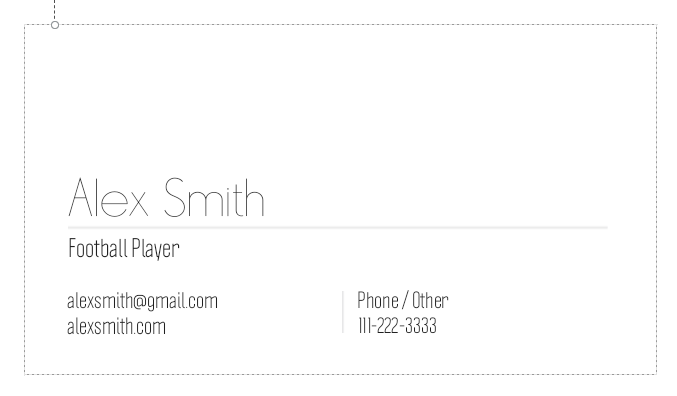 Alex Smith
Football Player
alexsmith@gmail.com
alexsmith.com
Phone / Other
111-222-3333